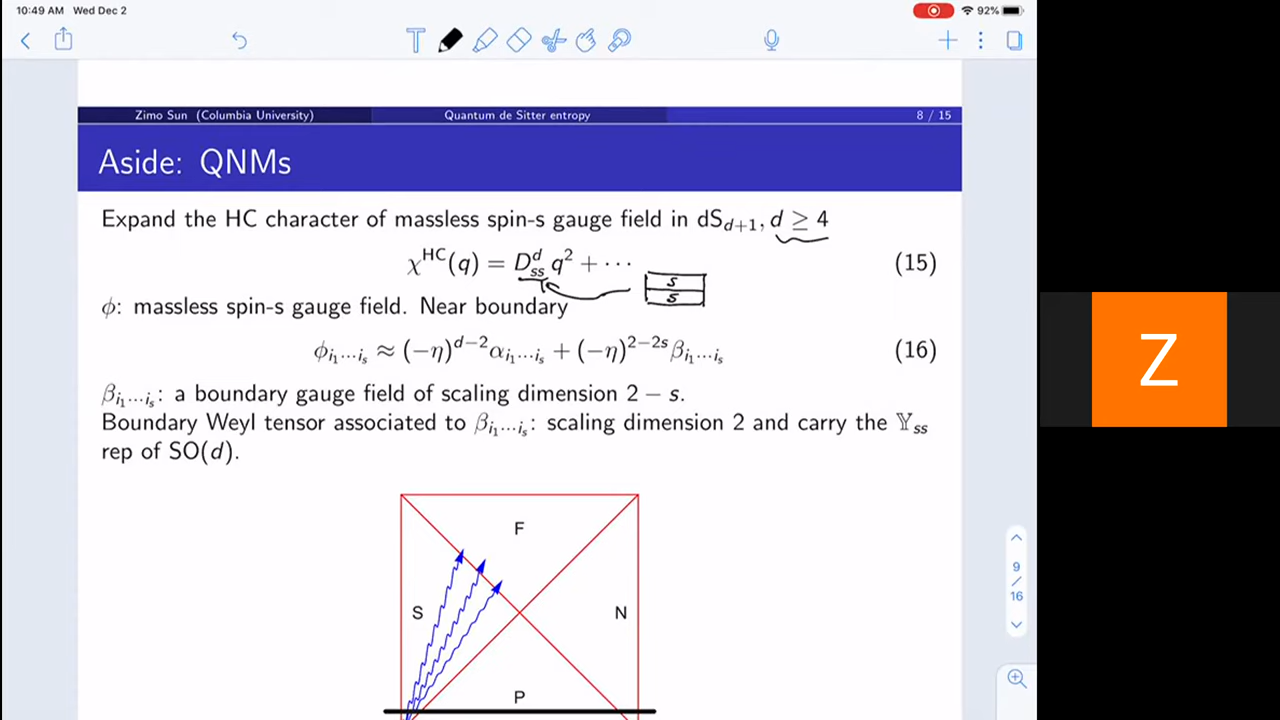 10:49 AM Wed Dec 2
92%
T
Zimo Sun (Columbia University) Quantum de Sitter entropy 8 / 15
Aside: QNMs
Expand the HC character of massless spin-s gauge field in dS_{d+1}, d ≥ 4
χ^{HC}(q) = D^d_{ss} q^2 + ··· (15)
s
s
ϕ: massless spin-s gauge field. Near boundary
ϕ_{i_1···i_s} ≈ (−η)^{d−2} α_{i_1···i_s} + (−η)^{2−2s} β_{i_1···i_s} (16)
β_{i_1···i_s}: a boundary gauge field of scaling dimension 2 − s.
Boundary Weyl tensor associated to β_{i_1···i_s}: scaling dimension 2 and carry the 𝕐_{ss}
rep of SO(d).
F
S
N
P
9
/
16
Z